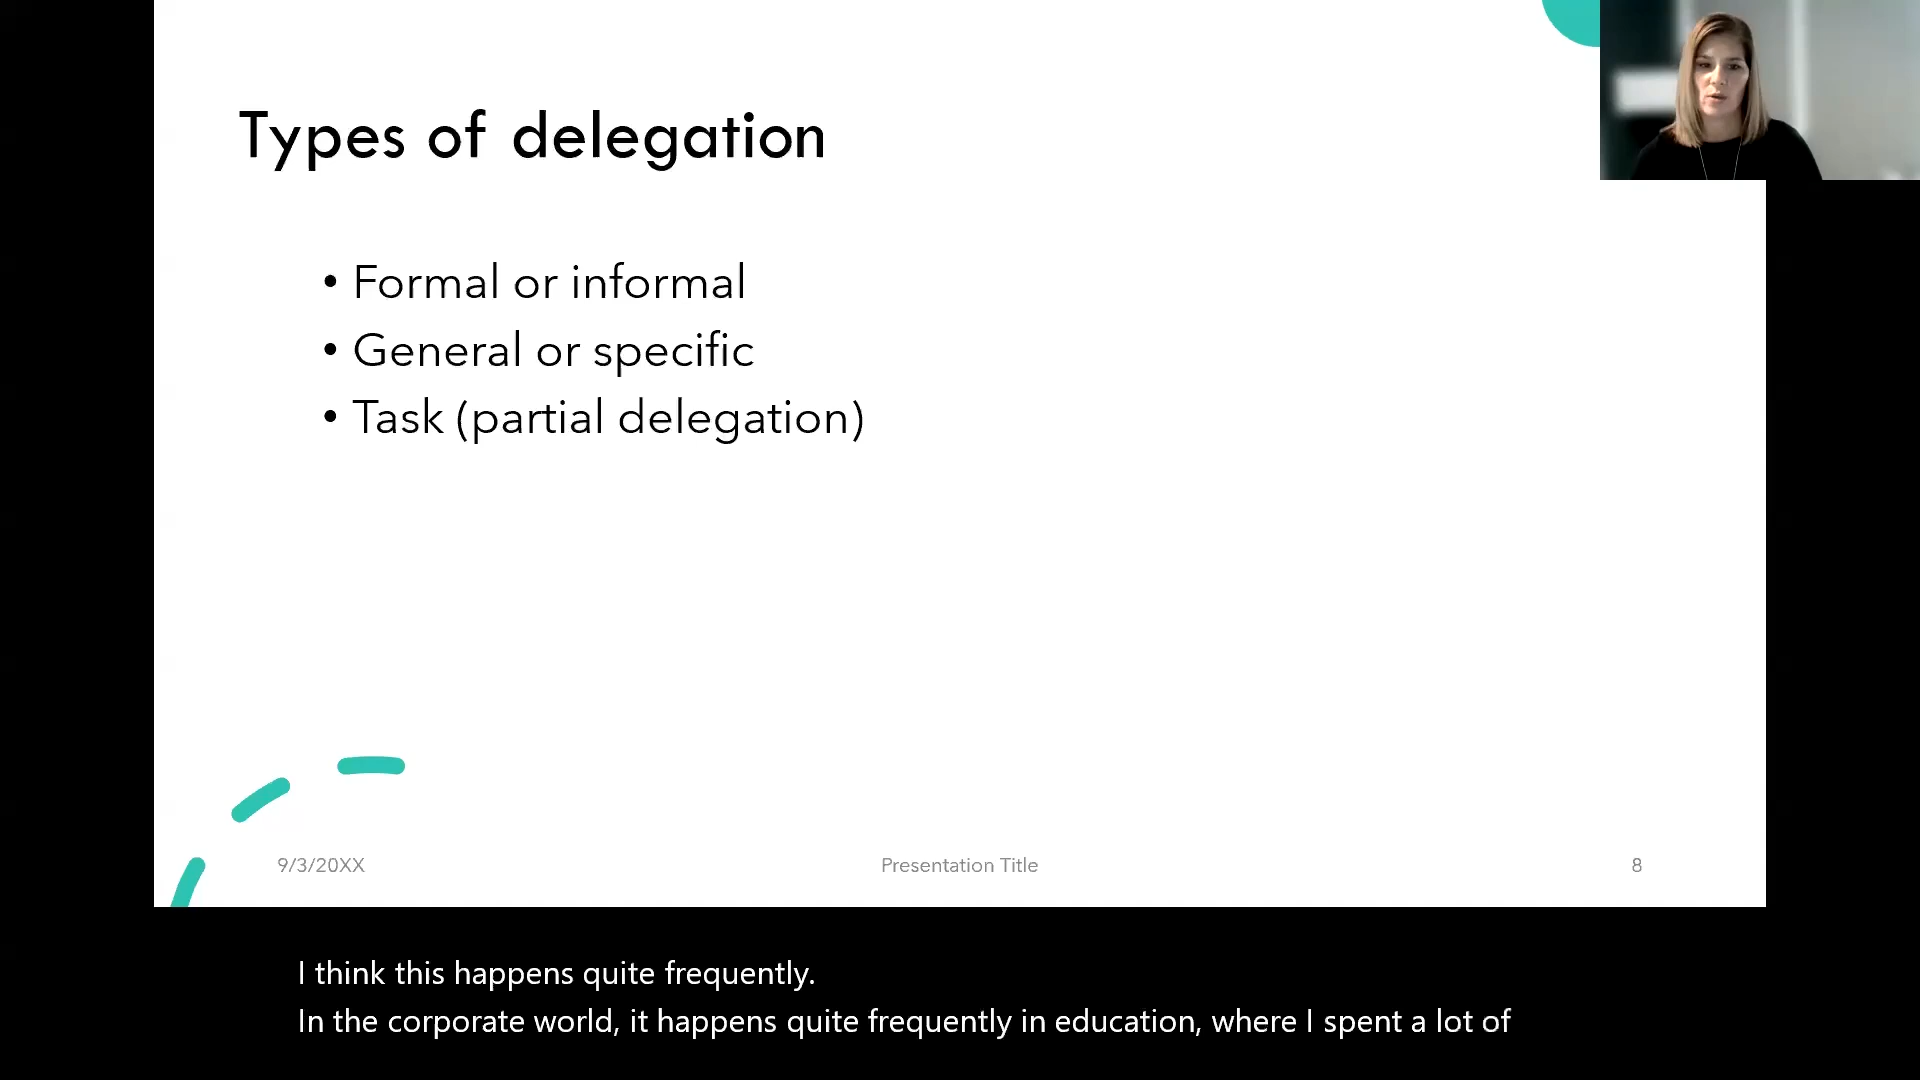 Types of delegation
• Formal or informal
• General or specific
• Task (partial delegation)
9/3/20XX
Presentation Title
8
I think this happens quite frequently.
In the corporate world, it happens quite frequently in education, where I spent a lot of